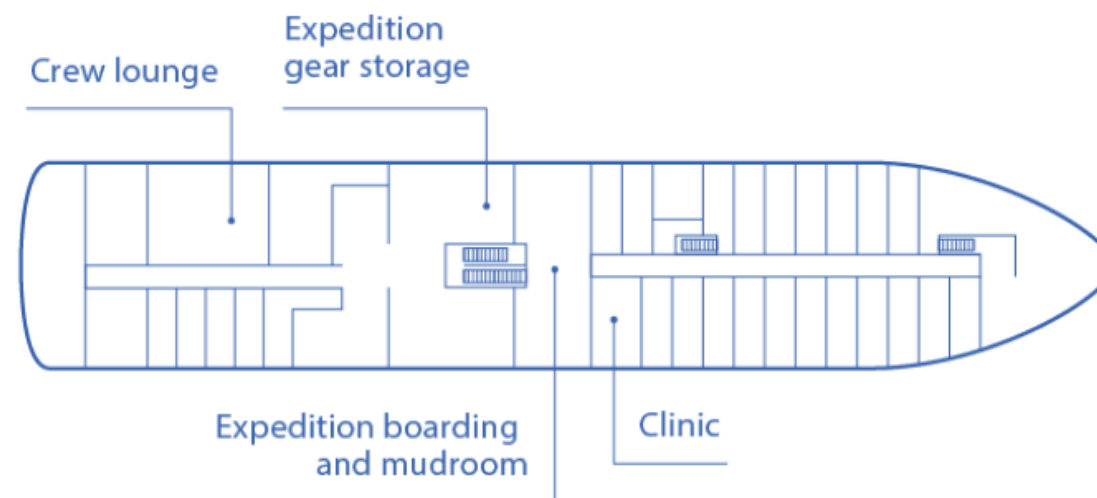 Crew lounge
Expedition
gear storage
Expedition boarding
and mudroom
Clinic